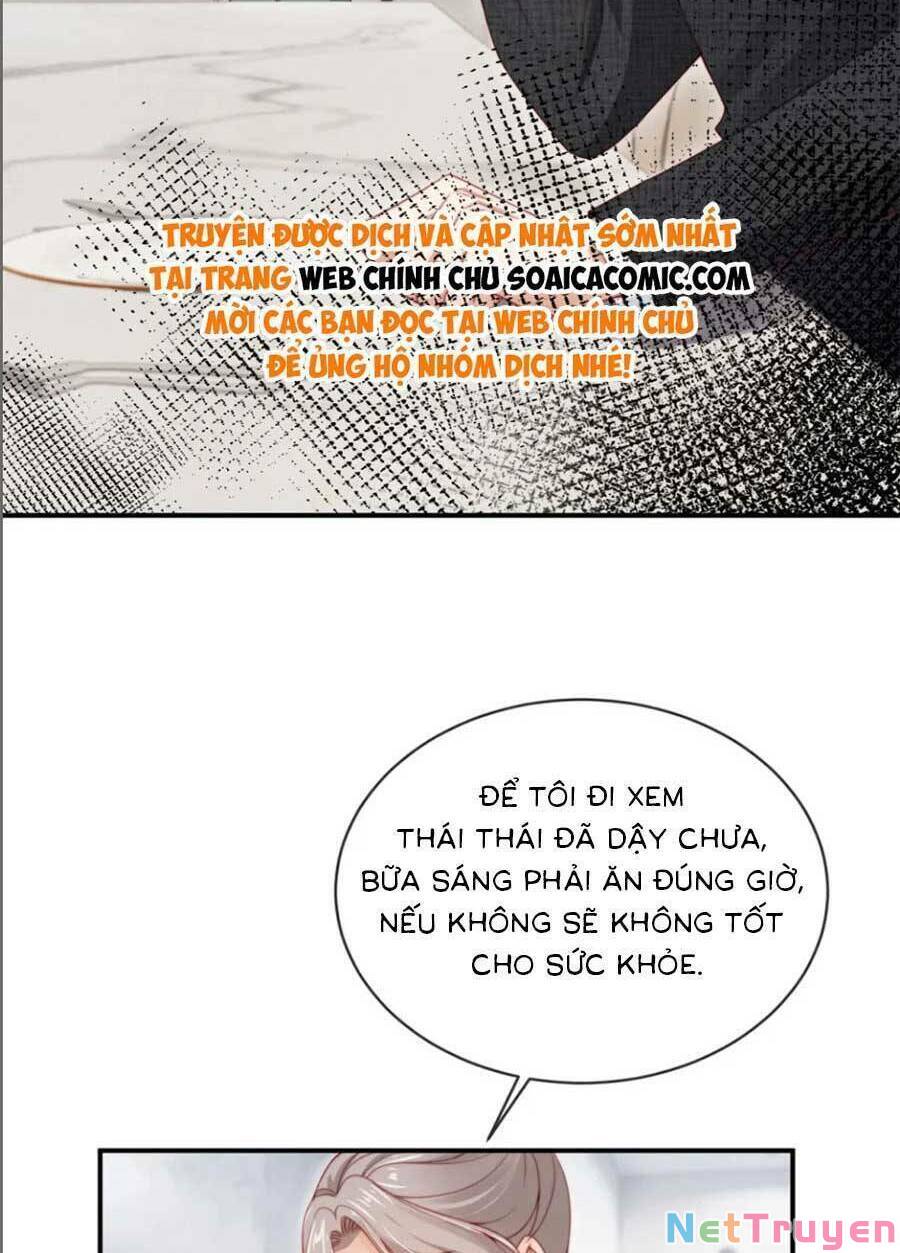 TRUYỆN ĐƯỢC DỊCH VÀ CẬP NHẬT SỚM NHẤT
TẠI TRANG WEB CHÍNH CHỦ SOAICACOMIC.COM
MỜI CÁC BẠN ĐỌC TẠI WEB CHÍNH CHỦ
ĐỂ ỦNG HỘ NHÓM DỊCH NHÉ!
ĐỂ TÔI ĐI XEM
THÁI THÁI ĐÃ DẬY CHƯA,
BỮA SÁNG PHẢI ĂN ĐÚNG GIỜ,
NẾU KHÔNG SẼ KHÔNG TỐT
CHO SỨC KHỎE.
NetTruyen